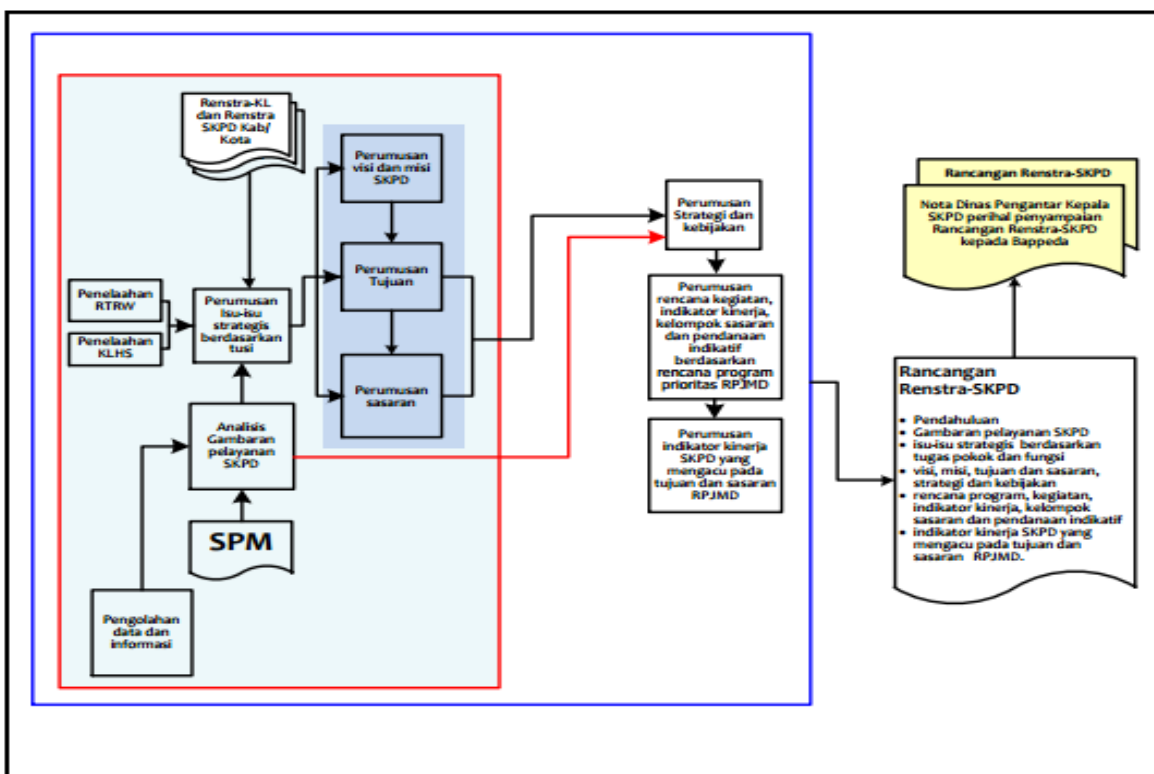 Renstra-KL
dan Renstra
SKPD Kab/
Kota
Perumusan
visi dan misi
SKPD
Perumusan
Tujuan
Perumusan
sasaran
Penelaahan
RTRW
Penelaahan
KLHS
Perumusan
Isu-isu
strategis
berdasarkan
tusi
Analisis
Gambaran
pelayanan
SKPD
SPM
Pengolahan
data dan
informasi
Perumusan
Strategi dan
kebijakan
Perumusan
rencana kegiatan,
indikator kinerja,
kelompok sasaran
dan pendanaan
indikatif
berdasarkan
rencana program
prioritas RPJMD
Perumusan
indikator kinerja
SKPD yang
mengacu pada
tujuan dan sasaran
RPJMD
Rancangan Renstra-SKPD
Nota Dinas Pengantar Kepala
SKPD perihal penyampaian
Rancangan Renstra-SKPD
kepada Bappeda
Rancangan
Renstra-SKPD
• Pendahuluan
• Gambaran pelayanan SKPD
• isu-isu strategis berdasarkan
tugas pokok dan fungsi
• visi, misi, tujuan dan sasaran,
strategi dan kebijakan
• rencana program, kegiatan,
indikator kinerja, kelompok
sasaran dan pendanaan indikatif
• indikator kinerja SKPD yang
mengacu pada tujuan dan
sasaran RPJMD.